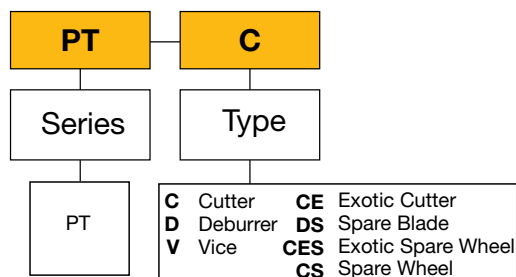 PT C
Series Type
PT
C Cutter CE Exotic Cutter
D Deburrer DS Spare Blade
V Vice CES Exotic Spare Wheel
CS Spare Wheel